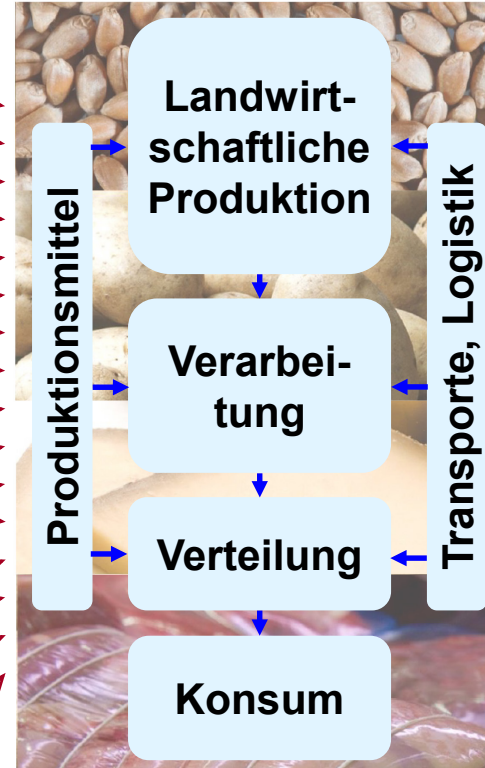 Landwirt-
schaftliche
Produktion
Produktionsmittel
Transporte, Logistik
Verarbei-
tung
Verteilung
Konsum